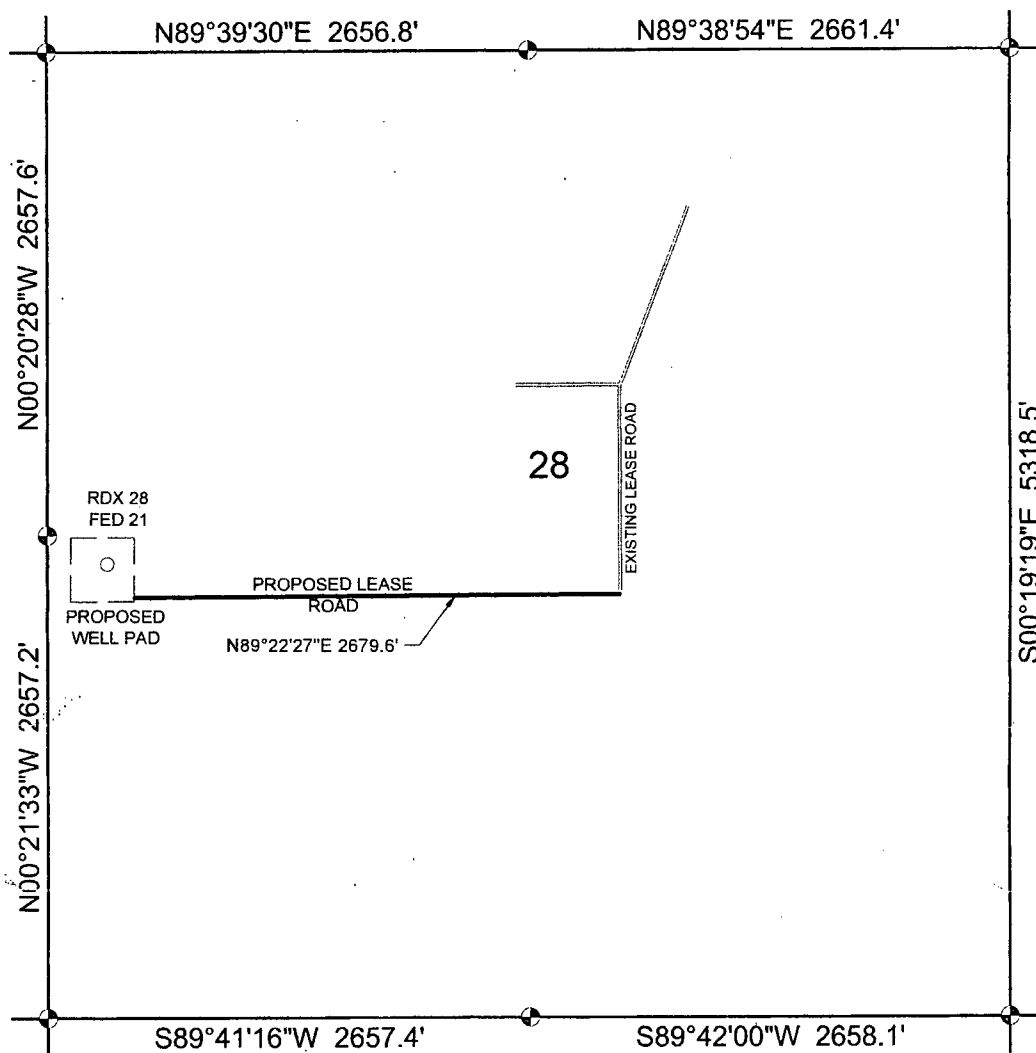 N89°39'30"E 2656.8'
N89°38'54"E 2661.4'
N00°20'28"W 2657.6'
28
EXISTING LEASE ROAD
S00°19'19"E 5318.5'
RDX 28
FED 21
PROPOSED LEASE
ROAD
PROPOSED
WELL PAD
N89°22'27"E 2679.6'
N00°21'33"W 2657.2'
S89°41'16"W 2657.4'
S89°42'00"W 2658.1'